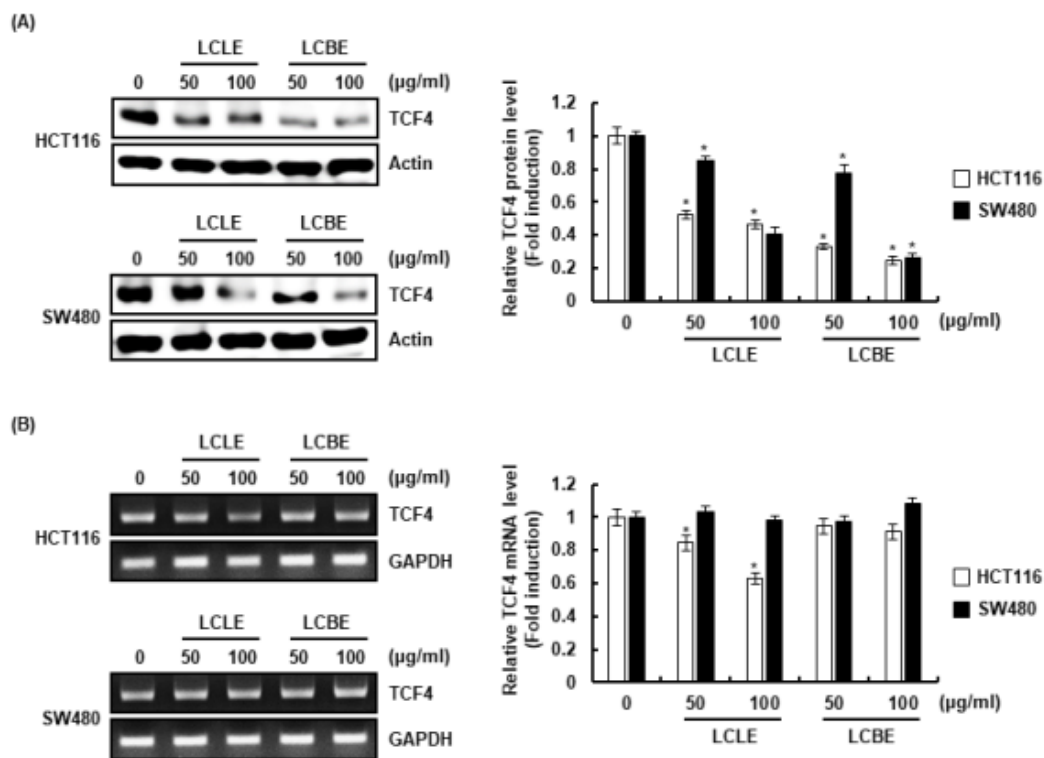 (A)
LCLE LCBE
0 50 100 50 100 (μg/ml)
HCT116
TCF4
Actin
LCLE LCBE
0 50 100 50 100 (μg/ml)
SW480
TCF4
Actin
Relative TCF4 protein level
(Fold induction)
1.2
1
0.8
0.6
0.4
0.2
0
* * * * * * *
0 50 100 50 100 (μg/ml)
LCLE LCBE
HCT116
SW480
(B)
LCLE LCBE
0 50 100 50 100 (μg/ml)
HCT116
TCF4
GAPDH
LCLE LCBE
0 50 100 50 100 (μg/ml)
SW480
TCF4
GAPDH
Relative TCF4 mRNA level
(Fold induction)
1.2
1
0.8
0.6
0.4
0.2
0
* *
0 50 100 50 100 (μg/ml)
LCLE LCBE
HCT116
SW480